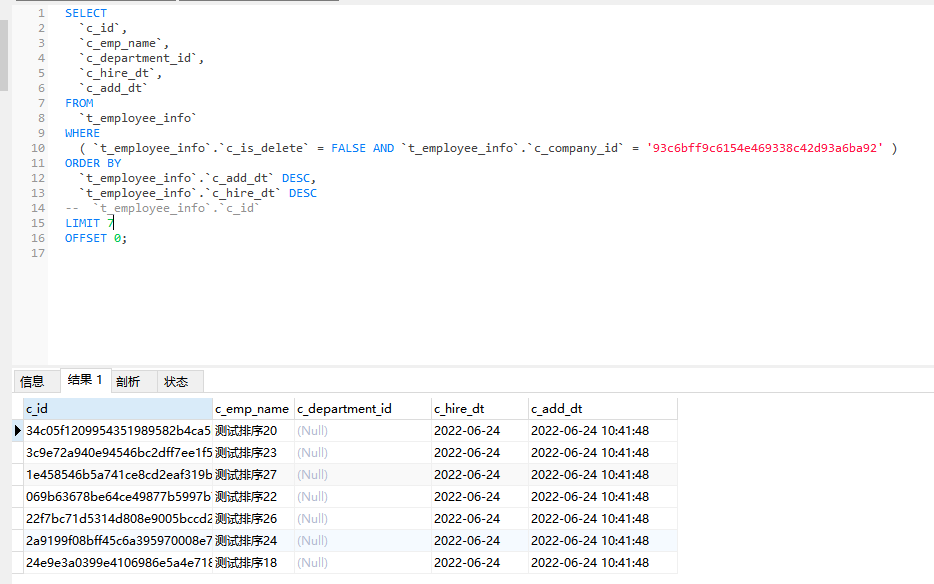 1 SELECT
2 `c_id`,
3 `c_emp_name`,
4 `c_department_id`,
5 `c_hire_dt`,
6 `c_add_dt`
7 FROM
8 `t_employee_info`
9 WHERE
10 ( `t_employee_info`.`c_is_delete` = FALSE AND `t_employee_info`.`c_company_id` = '93c6bff9c6154e469338c42d93a6ba92' )
11 ORDER BY
12 `t_employee_info`.`c_add_dt` DESC,
13 `t_employee_info`.`c_hire_dt` DESC
14 -- `t_employee_info`.`c_id`
15 LIMIT 7
16 OFFSET 0;
17
信息 结果 1 剖析 状态
c_id c_emp_name c_department_id c_hire_dt c_add_dt
34c05f1209954351989582b4ca5 测试排序20 (Null) 2022-06-24 2022-06-24 10:41:48
3c9e72a940e94546bc2dff7ee1f5 测试排序23 (Null) 2022-06-24 2022-06-24 10:41:48
1e458546b5a741ce8cd2eaf319b 测试排序27 (Null) 2022-06-24 2022-06-24 10:41:48
069b63678be64ce49877b5997b 测试排序22 (Null) 2022-06-24 2022-06-24 10:41:48
22f7bc71d5314d808e9005bccd2 测试排序26 (Null) 2022-06-24 2022-06-24 10:41:48
2a9199f08bff45c6a395970008e7 测试排序24 (Null) 2022-06-24 2022-06-24 10:41:48
24e9e3a0399e4106986e5a4e718 测试排序18 (Null) 2022-06-24 2022-06-24 10:41:48